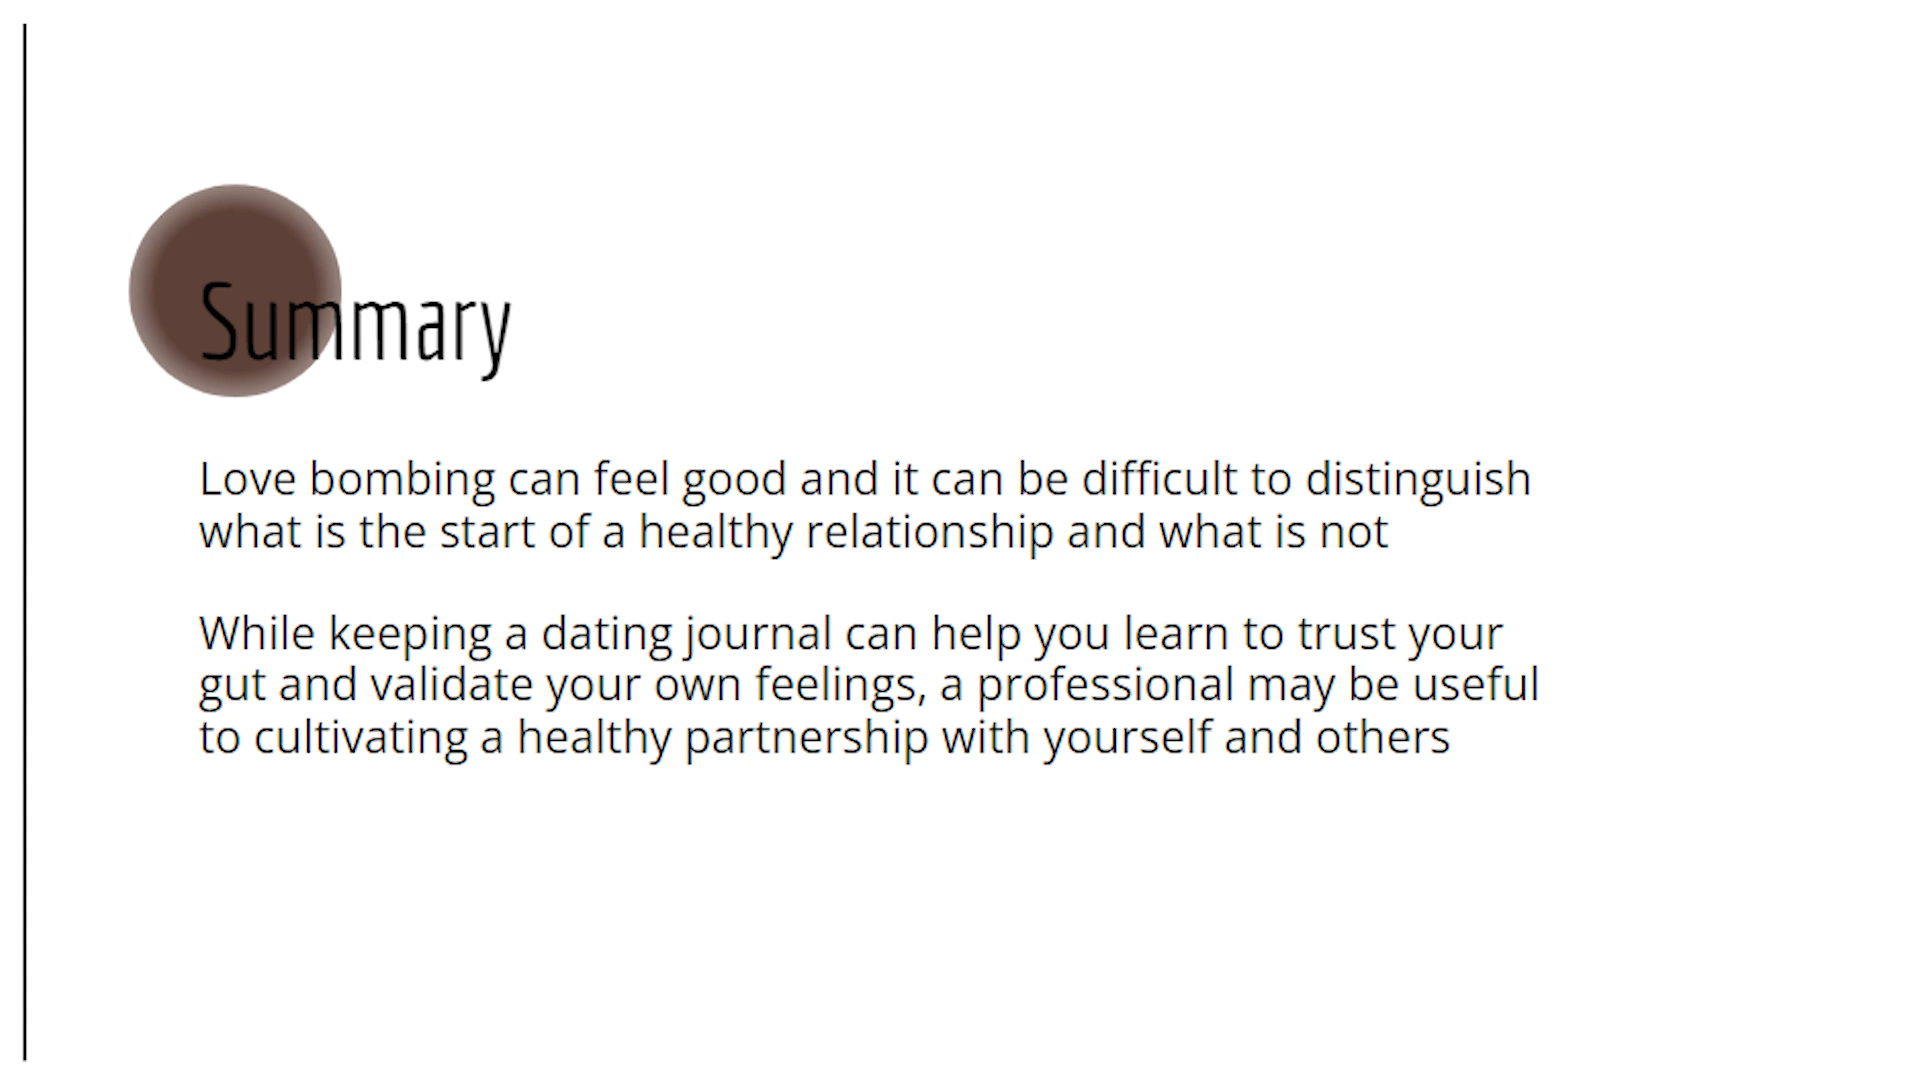 Summary
Love bombing can feel good and it can be difficult to distinguish
what is the start of a healthy relationship and what is not
While keeping a dating journal can help you learn to trust your
gut and validate your own feelings, a professional may be useful
to cultivating a healthy partnership with yourself and others